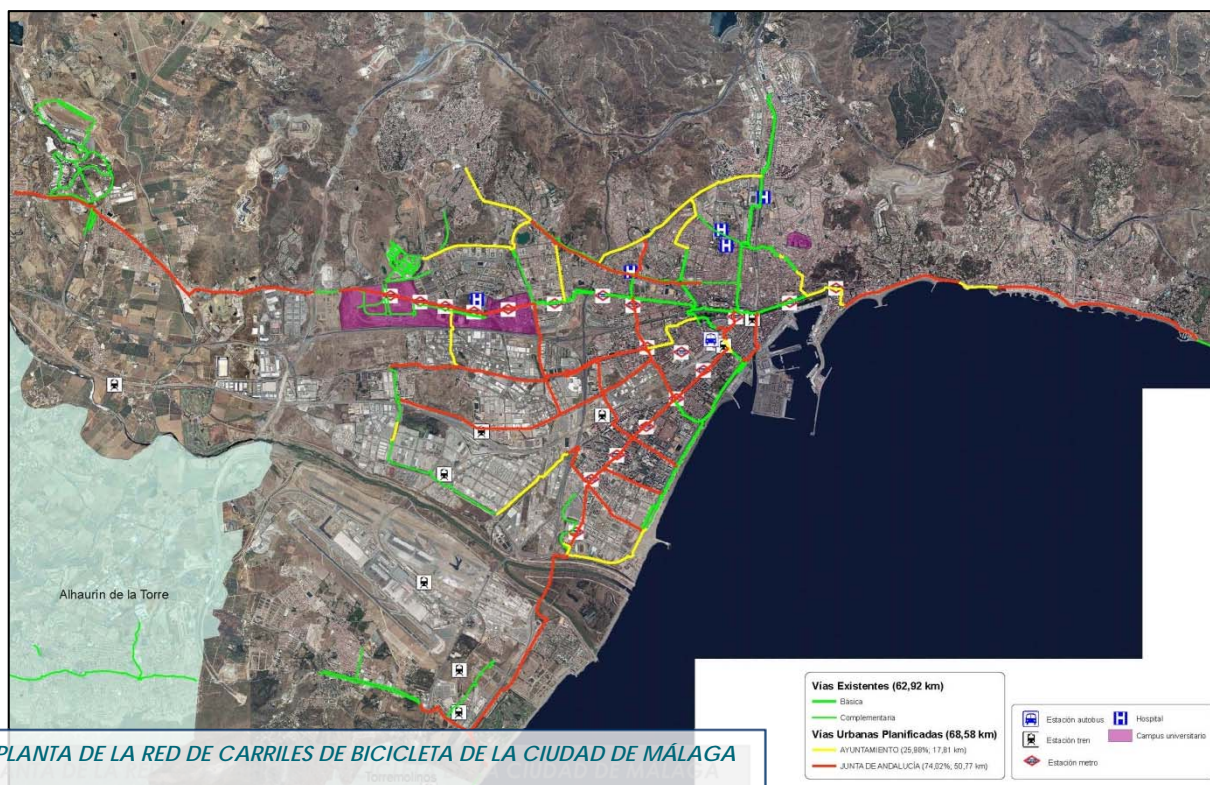 Alhaurín de la Torre
Vías Existentes (62,92 km)
Básica
Complementaria
Vías Urbanas Planificadas (68,58 km)
AYUNTAMIENTO (25,98%; 17,81 km)
JUNTA DE ANDALUCÍA (74,02%; 50,77 km)
Estación autobus
Hospital
Estación tren
Campus universitario
Estación metro
PLANTA DE LA RED DE CARRILES DE BICICLETA DE LA CIUDAD DE MÁLAGA
Torremolinos